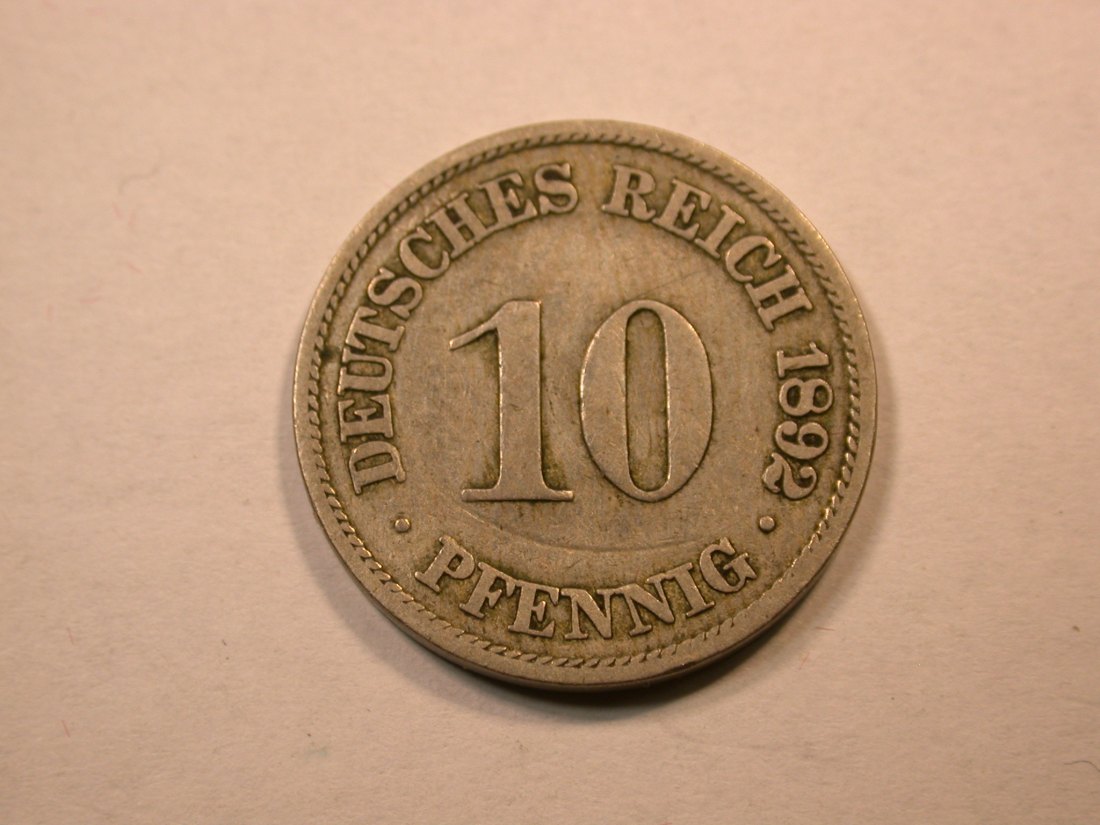 DEUTSCHES REICH 1892
10
PFENNIG